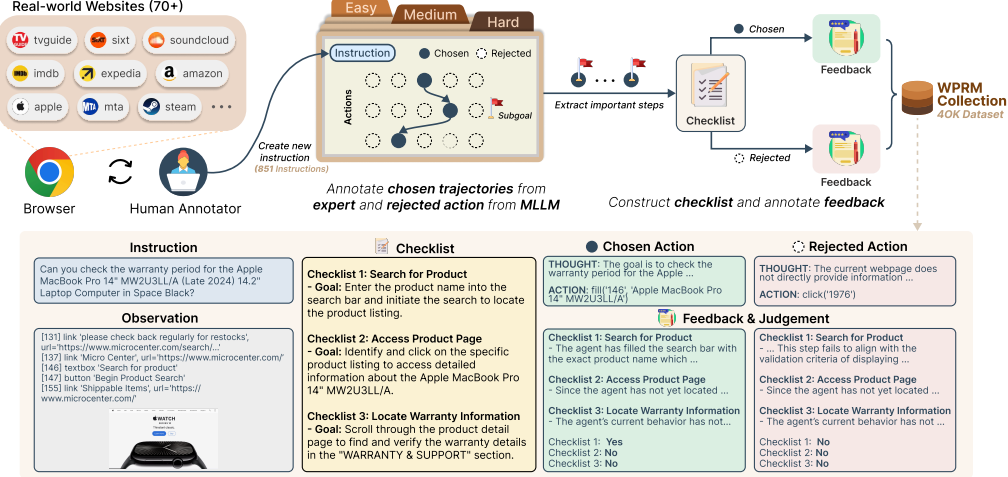 Real-world Websites (70+)
tvguide
sixt
soundcloud
imdb
expedia
amazon
apple
mta
steam
Browser
Human Annotator
Create new
instruction
(851 Instructions)
Easy
Medium
Hard
Instruction
Chosen
Rejected
Actions
Subgoal
Annotate chosen trajectories from
expert and rejected action from MLLM
Extract important steps
Checklist
Chosen
Rejected
Feedback
Feedback
Construct checklist and annotate feedback
WPRM
Collection
40K Dataset
Instruction
Can you check the warranty period for the Apple
MacBook Pro 14" MW2U3LL/A (Late 2024) 14.2"
Laptop Computer in Space Black?
Observation
[131] link 'please check back regularly for restocks',
url='https://www.microcenter.com/search/...'
[137] link 'Micro Center', url='https://www.microcenter.com/'
[146] textbox 'Search for product'
[147] button 'Begin Product Search'
[155] link 'Shippable Items', url='https://
www.microcenter.com/'
WATCH
Checklist
Checklist 1: Search for Product
- Goal: Enter the product name into the
search bar and initiate the search to locate
the product listing.
Checklist 2: Access Product Page
- Goal: Identify and click on the specific
product listing to access detailed
information about the Apple MacBook Pro
14" MW2U3LL/A.
Checklist 3: Locate Warranty Information
- Goal: Scroll through the product detail
page to find and verify the warranty details
in the "WARRANTY & SUPPORT" section.
Chosen Action
THOUGHT: The goal is to check the
warranty period for the Apple ...
ACTION: fill('146', 'Apple MacBook Pro
14" MW2U3LL/A')
Rejected Action
THOUGHT: The current webpage does
not directly provide information ...
ACTION: click('1976')
Feedback & Judgement
Checklist 1: Search for Product
- The agent has filled the search bar with
the exact product name which ...
Checklist 2: Access Product Page
- Since the agent has not yet located ...
Checklist 3: Locate Warranty Information
- The agent's current behavior has not...
Checklist 1: Yes
Checklist 2: No
Checklist 3: No
Checklist 1: Search for Product
- ... This step fails to align with the
validation criteria of displaying ...
Checklist 2: Access Product Page
- Since the agent has not yet located ...
Checklist 3: Locate Warranty Information
- The agent's current behavior has not ...
Checklist 1: No
Checklist 2: No
Checklist 3: No